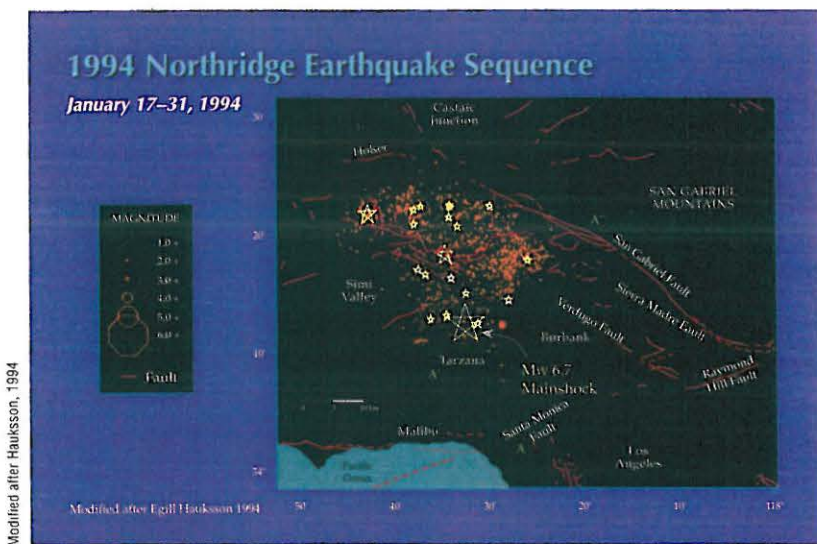 1994 Northridge Earthquake Sequence
January 17–31, 1994
Castaic
Junction
Holser
SAN GABRIEL
MOUNTAINS
MAGNITUDE
1.0 +
2.0 +
3.0 +
4.0 +
5.0 +
6.0 +
Fault
30'
20'
10'
San Gabriel Fault
Simi
Valley
Sierra Madre Fault
Verdugo Fault
Burbank
Tarzana
Mw 6.7
Mainshock
Raymond
Hill Fault
Malibu
Santa Monica
Fault
Los
Angeles
Pacific
Ocean
50'
40'
30'
20'
10'
118°
Modified after Egill Hauksson 1994
Modified after Hauksson, 1994